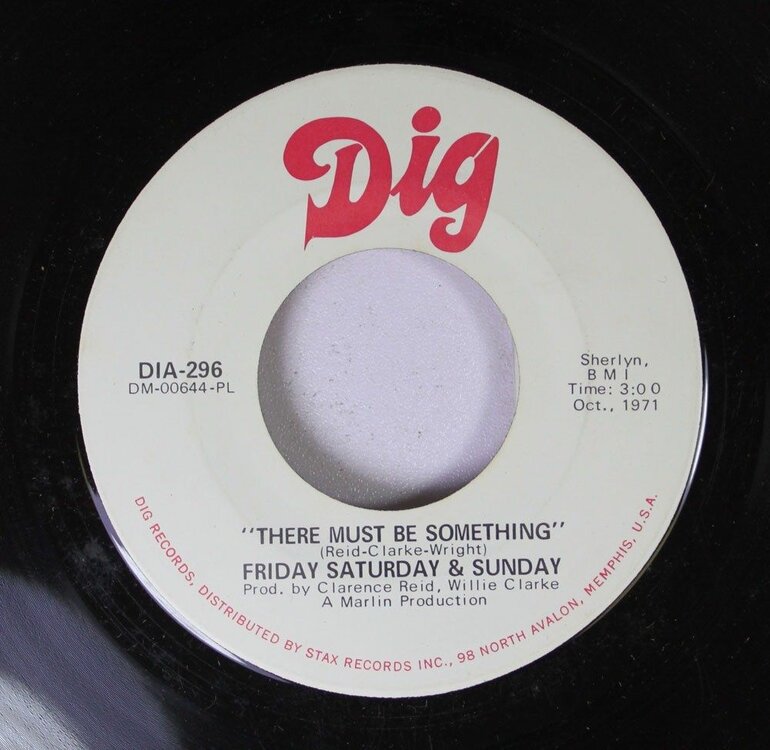 Dig
DIA-296
DM-00644-PL
Sherlyn,
BMI
Time: 3:00
Oct., 1971
"THERE MUST BE SOMETHING"
(Reid-Clarke-Wright)
FRIDAY SATURDAY & SUNDAY
Prod. by Clarence Reid, Willie Clarke
A Marlin Production
DIG RECORDS, DISTRIBUTED BY STAX RECORDS INC., 98 NORTH AVALON, MEMPHIS, U.S.A.